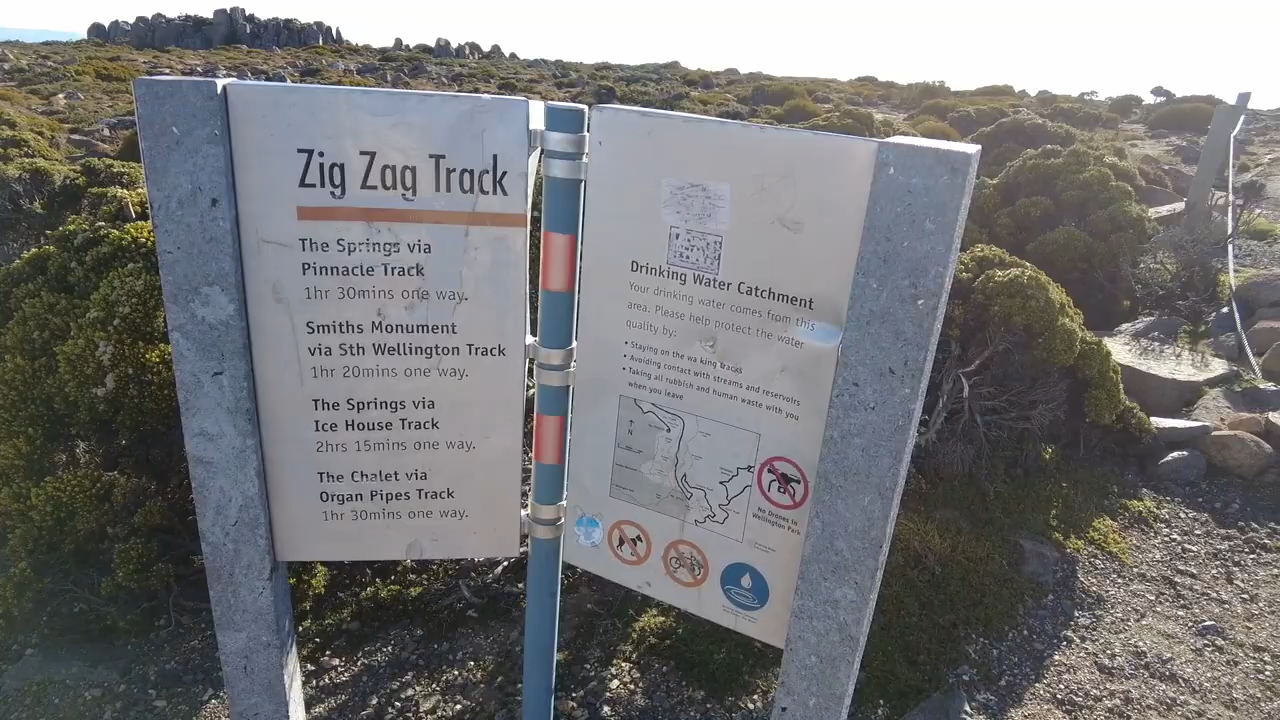 Zig Zag Track
The Springs via
Pinnacle Track
1hr 30mins one way.
Smiths Monument
via Sth Wellington Track
1hr 20mins one way.
The Springs via
Ice House Track
2hrs 15mins one way.
The Chalet via
Organ Pipes Track
1hr 30mins one way.
Drinking Water Catchment
Your drinking water comes from this
area. Please help protect the water
quality by:
• Staying on the wa king tracks
• Avoiding contact with streams and reservoirs
• Taking all rubbish and human waste with you
when you leave
N
No Drones in
Wellington Park